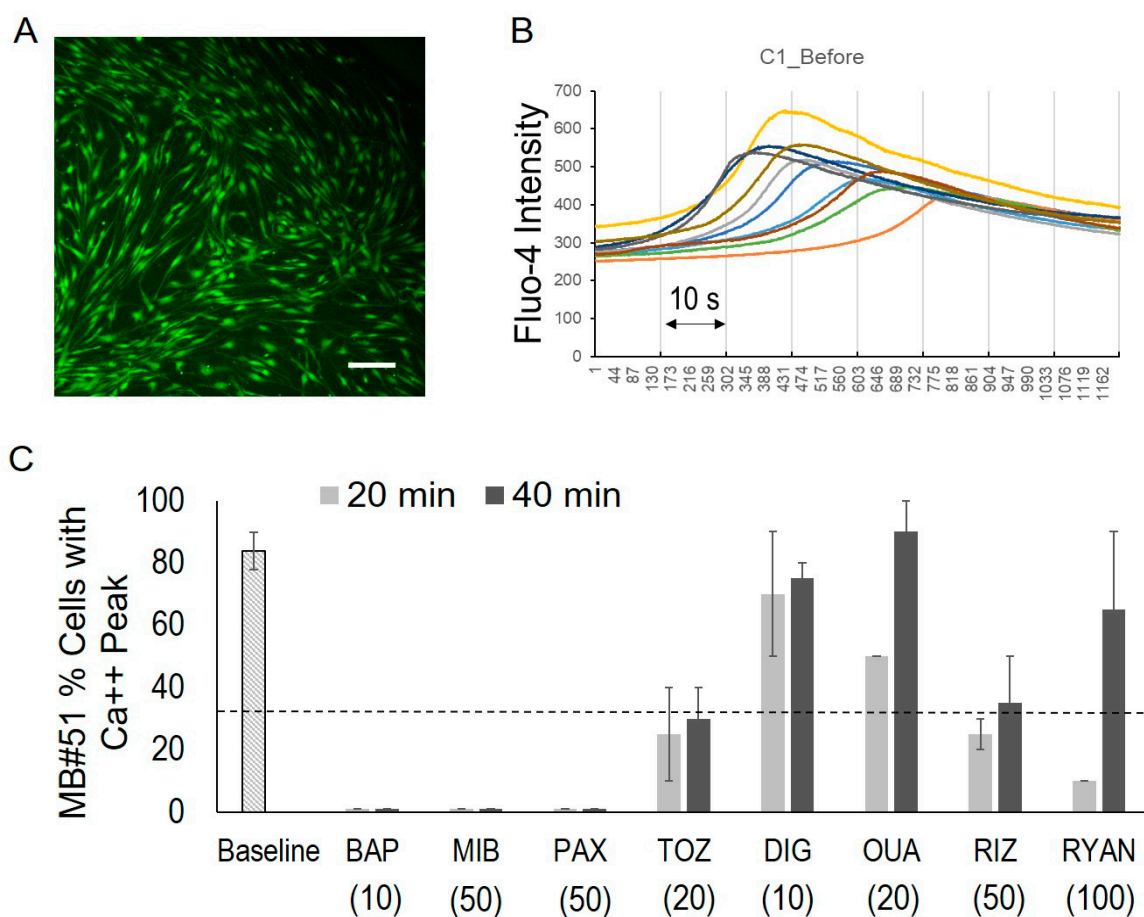 A
B
C1_Before
Fluo-4 Intensity
700
600
500
400
300
200
100
0
10 s
1 44 87 130 173 216 259 302 345 388 431 474 517 560 603 646 689 732 775 818 861 904 947 990 1033 1076 1119 1162
C
MB#51 % Cells with
Ca++ Peak
20 min 40 min
100
80
60
40
20
0
Baseline BAP MIB PAX TOZ DIG OUA RIZ RYAN
(10) (50) (50) (20) (10) (20) (50) (100)